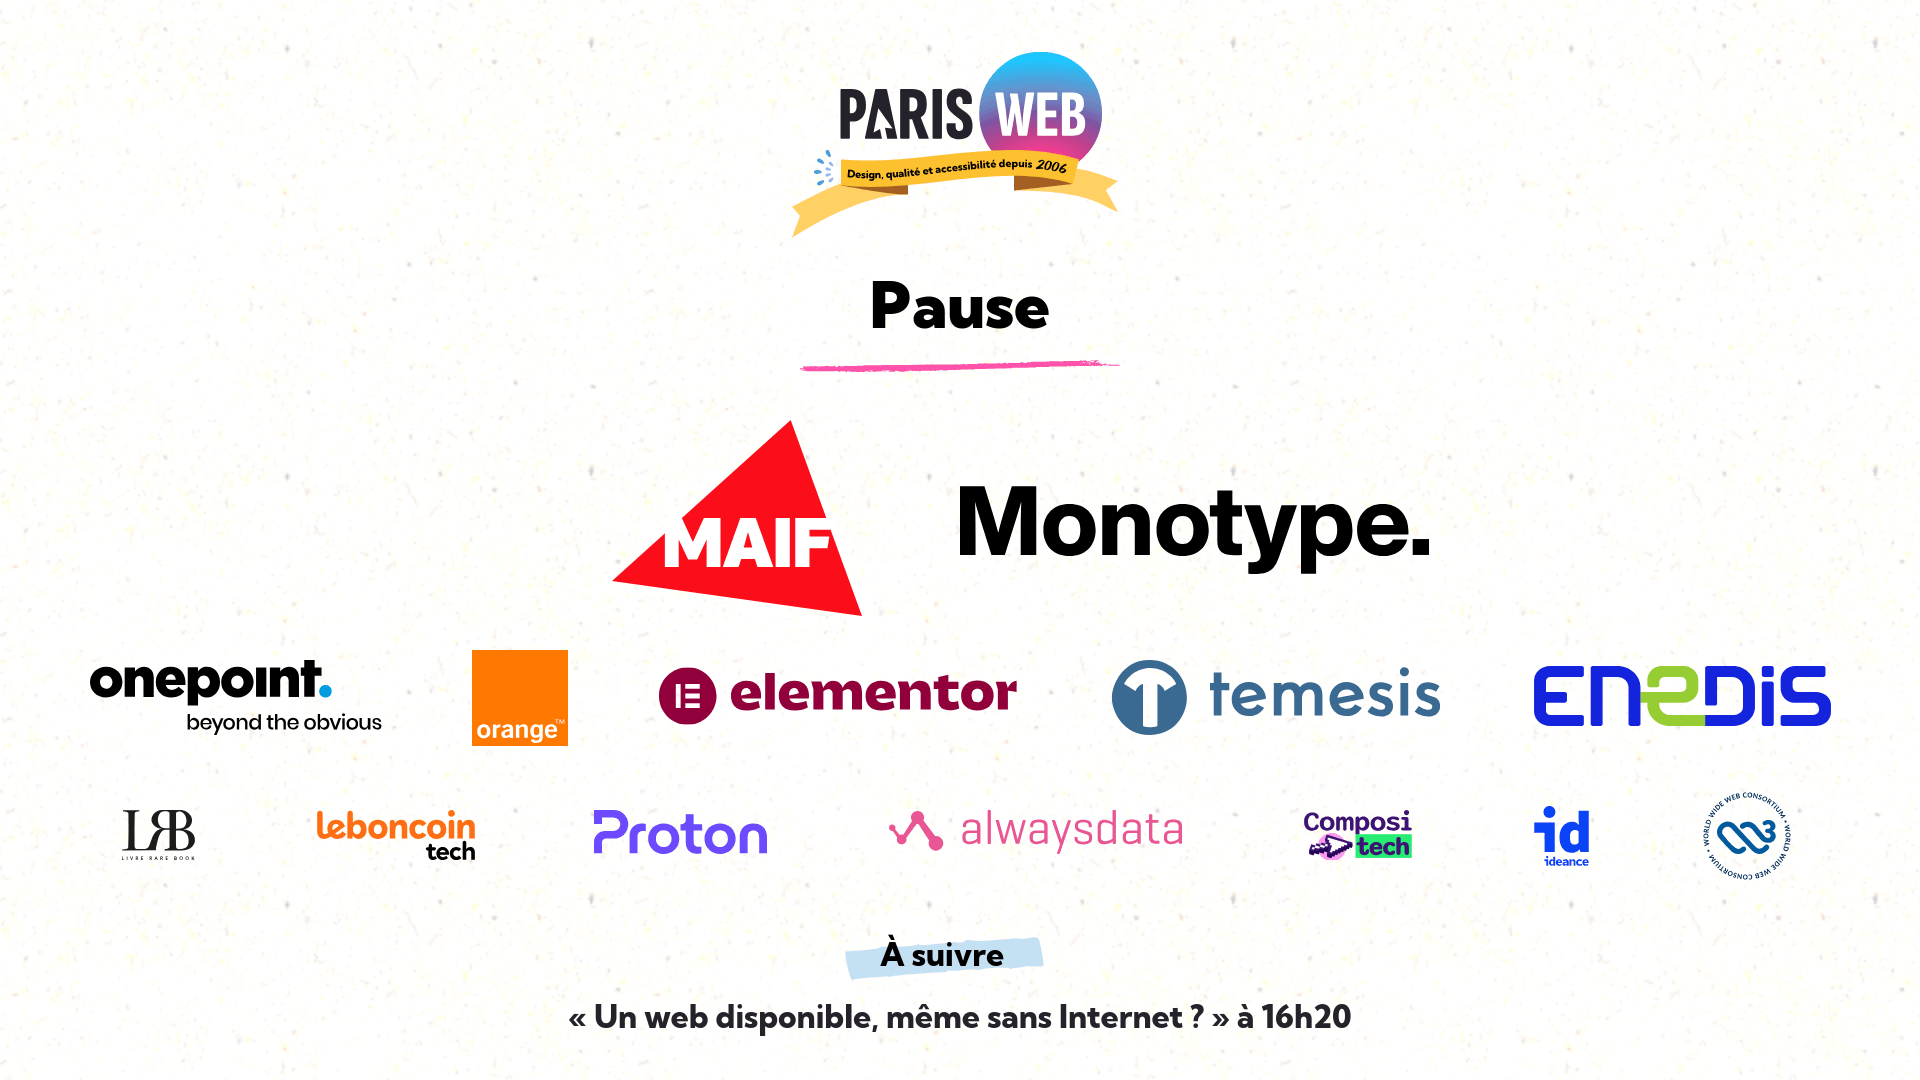 PARIS WEB
Design, qualité et accessibilité depuis 2006
Pause
MAIF
Monotype.
onepoint.
beyond the obvious
orange™
elementor
temesis
ENEDIS
LRB
LIVRE RARE BOOK
leboncoin
tech
Proton
alwaysdata
Composi
tech
id
ideance
WORLD WIDE WEB CONSORTIUM • WORLD WIDE WEB CONSORTIUM •
3
À suivre
« Un web disponible, même sans Internet ? » à 16h20